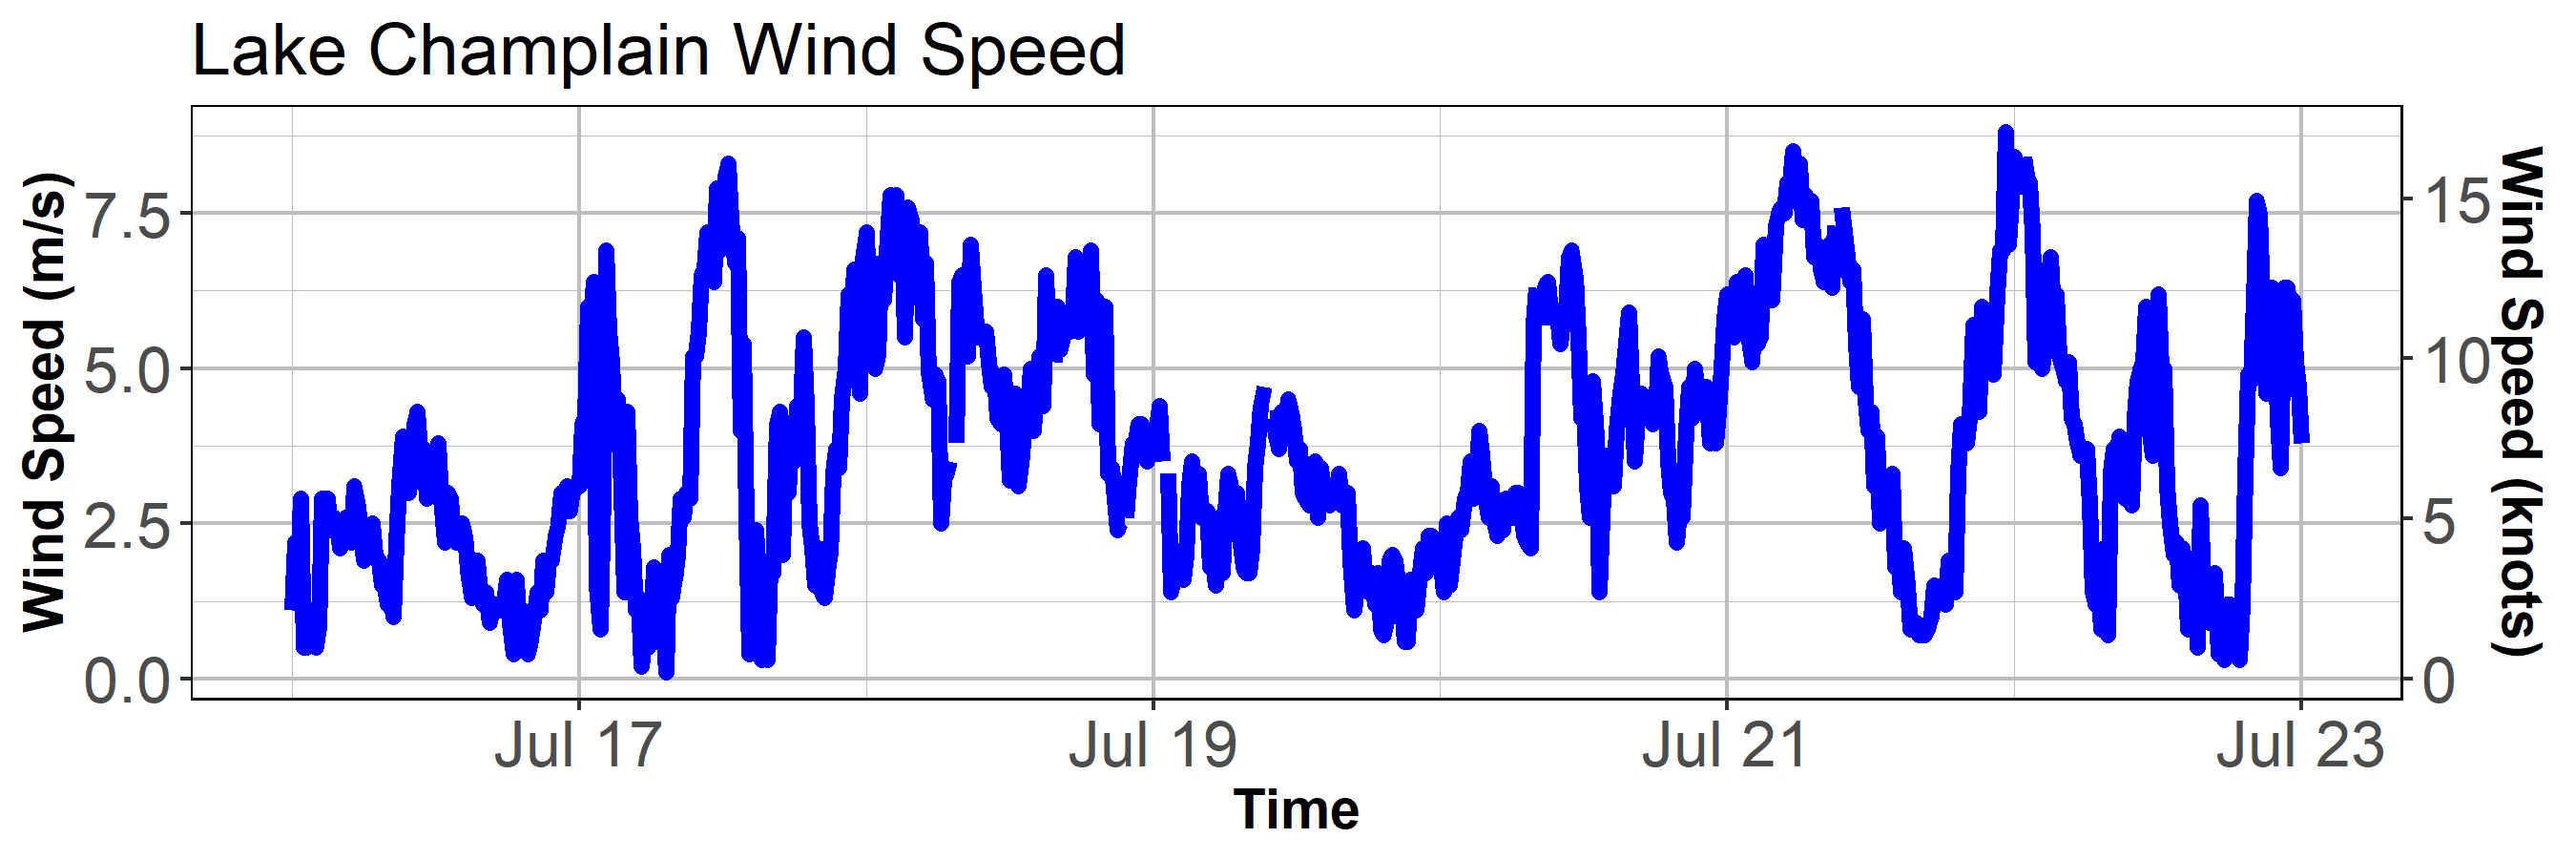 Lake Champlain Wind Speed
Wind Speed (m/s)
7.5
5.0
2.5
0.0
15
10
5
0
Wind Speed (knots)
Jul 17
Jul 19
Jul 21
Jul 23
Time